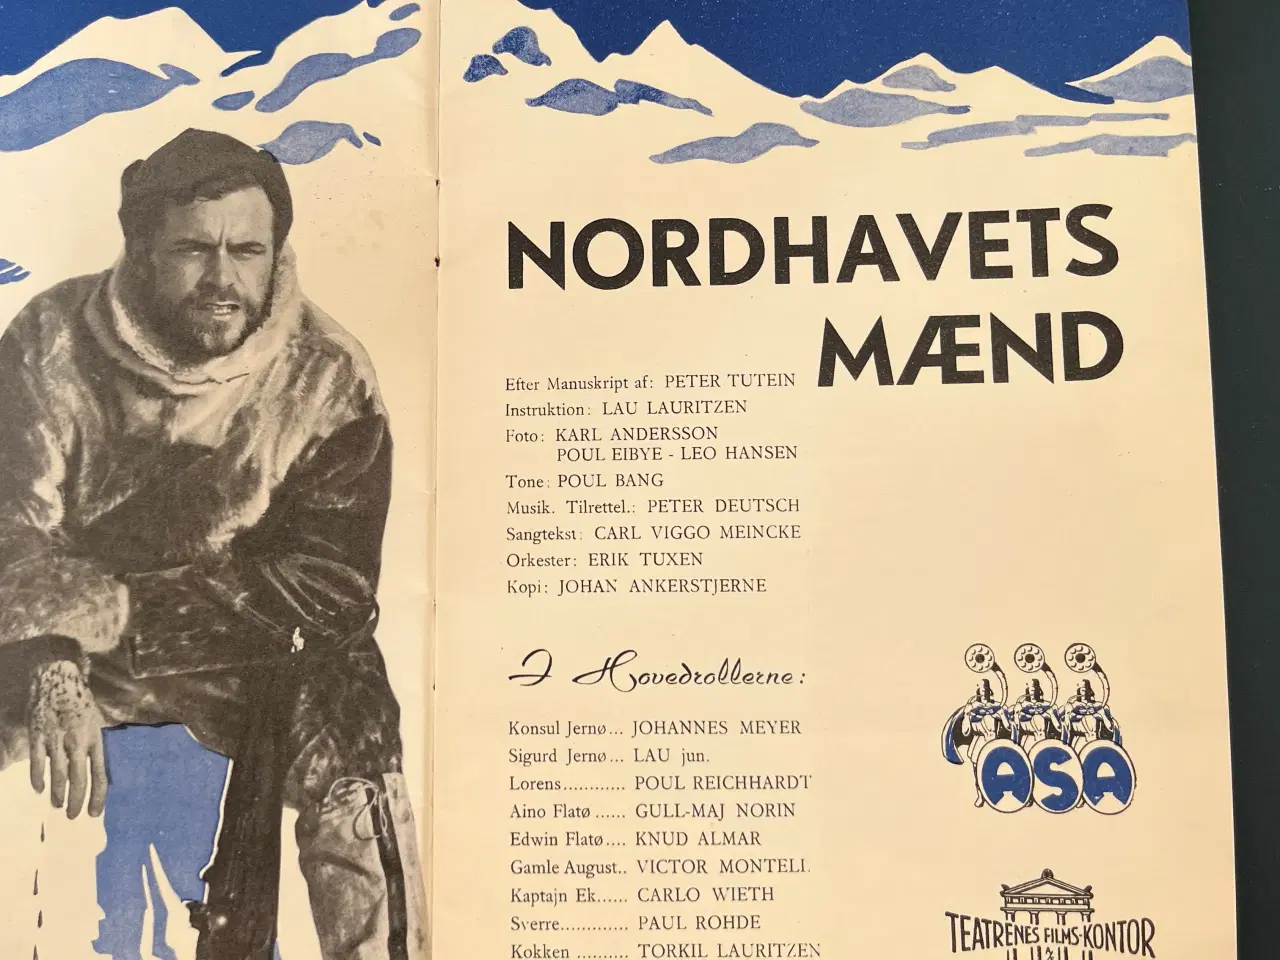 NORDHAVETS
MÆND
Efter Manuskript af: PETER TUTEIN
Instruktion: LAU LAURITZEN
Foto: KARL ANDERSSON
POUL EIBYE - LEO HANSEN
Tone: POUL BANG
Musik. Tilrettel.: PETER DEUTSCH
Sangtekst: CARL VIGGO MEINCKE
Orkester: ERIK TUXEN
Kopi: JOHAN ANKERSTJERNE
I Hovedrollerne:
Konsul Jernø... JOHANNES MEYER
Sigurd Jernø... LAU jun.
Lorens............ POUL REICHHARDT
Aino Flatø ...... GULL-MAJ NORIN
Edwin Flatø.... KNUD ALMAR
Gamle August.. VICTOR MONTELL
Kaptajn Ek...... CARLO WIETH
Sverre............. PAUL ROHDE
Kokken .......... TORKIL LAURITZEN
ASA
TEATRENES FILMS-KONTOR